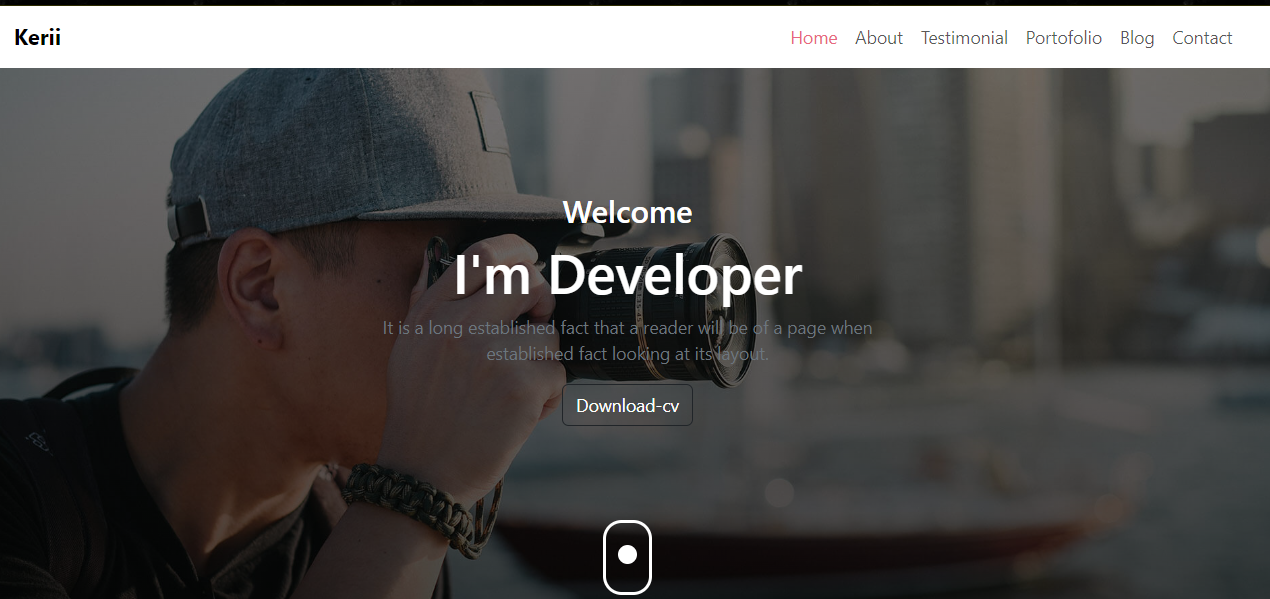 Kerii
Home About Testimonial Portofolio Blog Contact
Welcome
I'm Developer
It is a long established fact that a reader will be of a page when
established fact looking at its layout.
Download-cv